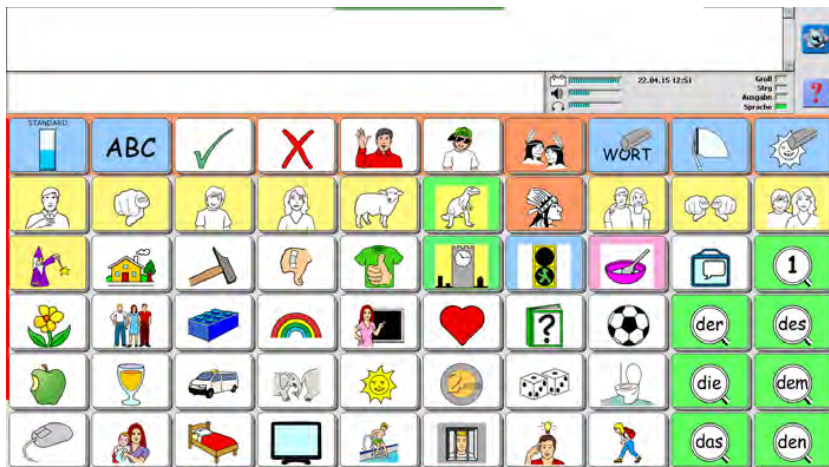 22.04.15 12:51
Groß
Strg
Ausgabe
Sprache
?
STANDARD
ABC
WORT
1
?
der
des
die
dem
das
den